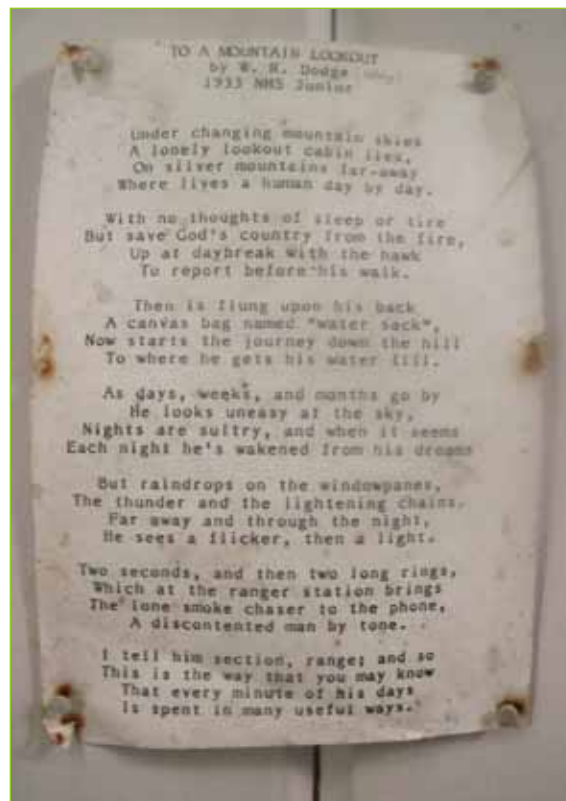 TO A MOUNTAIN LOOKOUT
by W. H. Dodge
1933 NHS Junior
Under changing mountain skies
A lonely lookout cabin lies,
On silver mountains far-away
Where lives a human day by day.
With no thoughts of sleep or tire
But save God's country from the fire,
Up at daybreak with the hawk
To report before his walk.
Then is flung upon his back
A canvas bag named "water sack",
Now starts the journey down the hill
To where he gets his water fill.
As days, weeks, and months go by
He looks uneasy at the sky,
Nights are sultry, and when it seems
Each night he's wakened from his dreams
But raindrops on the windowpanes,
The thunder and the lightening chains.
Far away and through the night,
He sees a flicker, then a light.
Two seconds, and then two long rings,
Which at the ranger station brings
The lone smoke chaser to the phone,
A discontented man by tone.
I tell him section, range; and so
This is the way that you may know
That every minute of his days
Is spent in many useful ways.